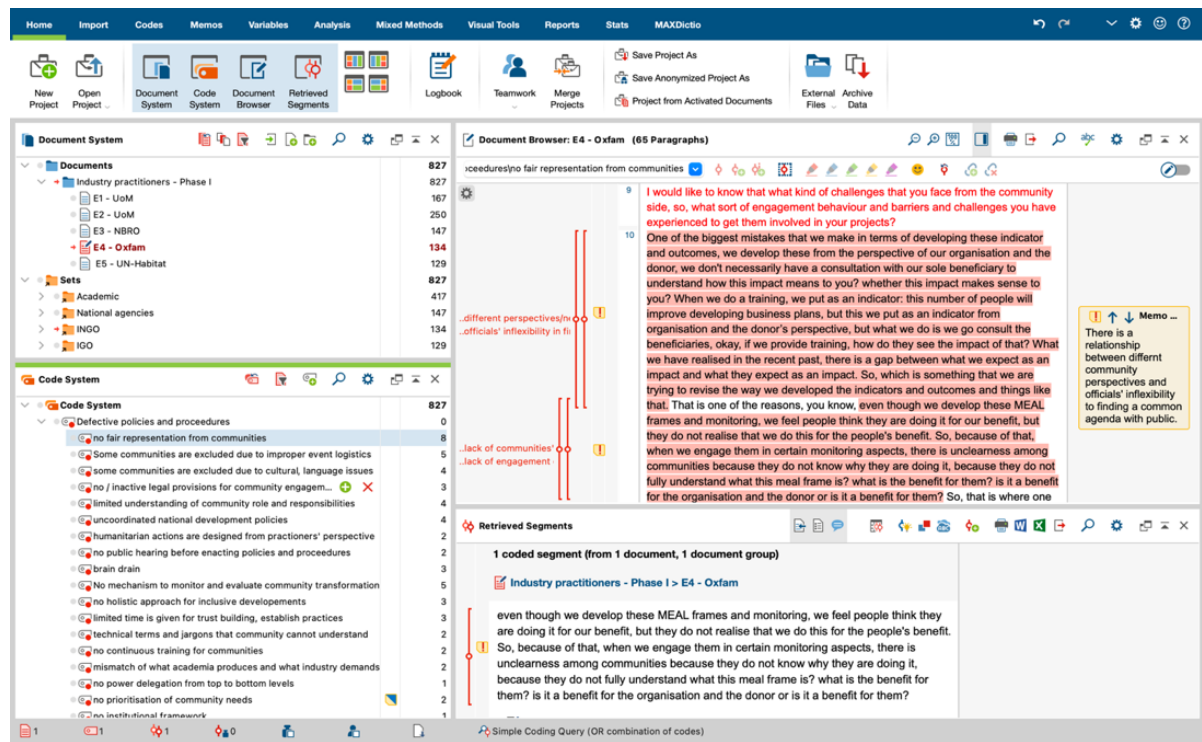 Home Import Codes Memos Variables Analysis Mixed Methods Visual Tools Reports Stats MAXDictio
New Project
Open Project
Document System
Code System
Document Browser
Retrieved Segments
Logbook
Teamwork
Merge Projects
Save Project As
Save Anonymized Project As
Project from Activated Documents
External Files
Archive Data
Document System
Documents 827
Industry practitioners - Phase I 827
E1 - UoM 167
E2 - UoM 250
E3 - NBRO 147
E4 - Oxfam 134
E5 - UN-Habitat 129
Sets 827
Academic 417
National agencies 147
INGO 134
IGO 129
Code System
Code System 827
Defective policies and proceedures 0
no fair representation from communities 8
Some communities are excluded due to improper event logistics 5
some communities are excluded due to cultural, language issues 4
no / inactive legal provisions for community engagem... 3
limited understanding of community role and responsibilities 4
uncoordinated national development policies 4
humanitarian actions are designed from practioners' perspective 2
no public hearing before enacting policies and proceedures 2
brain drain 3
No mechanism to monitor and evaluate community transformation 5
no holistic approach for inclusive developements 3
limited time is given for trust building, establish practices 3
technical terms and jargons that community cannot understand 2
no continuous training for communities 2
mismatch of what academia produces and what industry demands 2
no power delegation from top to bottom levels 1
no prioritisation of community needs 2
no institutional framework 1
Document Browser: E4 - Oxfam (65 Paragraphs)
oceedures\no fair representation from communities
9 I would like to know that what kind of challenges that you face from the community
side, so, what sort of engagement behaviour and barriers and challenges you have
experienced to get them involved in your projects?
10 One of the biggest mistakes that we make in terms of developing these indicator
and outcomes, we develop these from the perspective of our organisation and the
donor, we don't necessarily have a consultation with our sole beneficiary to
understand how this impact means to you? whether this impact makes sense to
you? When we do a training, we put as an indicator: this number of people will
improve developing business plans, but this we put as an indicator from
organisation and the donor's perspective, but what we do is we go consult the
beneficiaries, okay, if we provide training, how do they see the impact of that? What
we have realised in the recent past, there is a gap between what we expect as an
impact and what they expect as an impact. So, which is something that we are
trying to revise the way we developed the indicators and outcomes and things like
that. That is one of the reasons, you know, even though we develop these MEAL
frames and monitoring, we feel people think they are doing it for our benefit, but
they do not realise that we do this for the people's benefit. So, because of that,
when we engage them in certain monitoring aspects, there is unclearness among
communities because they do not know why they are doing it, because they do not
fully understand what this meal frame is? what is the benefit for them? is it a benefit
for the organisation and the donor or is it a benefit for them? So, that is where one
..different perspectives/ne
..officials' inflexibility in fi
..lack of communities'
..lack of engagement
Memo ...
There is a
relationship
between differnt
community
perspectives and
officials' inflexibility
to finding a common
agenda with public.
Retrieved Segments
1 coded segment (from 1 document, 1 document group)
Industry practitioners - Phase I > E4 - Oxfam
even though we develop these MEAL frames and monitoring, we feel people think they
are doing it for our benefit, but they do not realise that we do this for the people's benefit.
So, because of that, when we engage them in certain monitoring aspects, there is
unclearness among communities because they do not know why they are doing it,
because they do not fully understand what this meal frame is? what is the benefit for
them? is it a benefit for the organisation and the donor or is it a benefit for them?
1 1 1 0
Simple Coding Query (OR combination of codes)